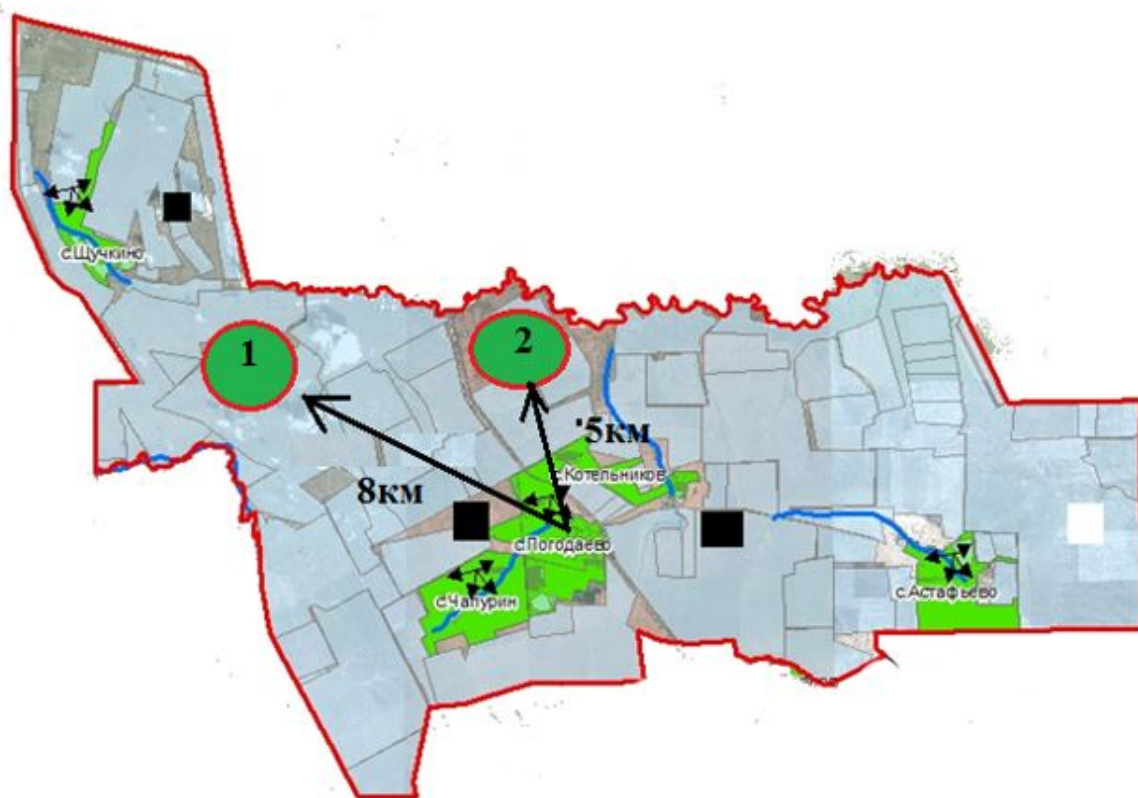 с.Щучкино
1
2
5км
с.Котельников
8км
с.Погодаево
с.Чапурин
с.Астафьево